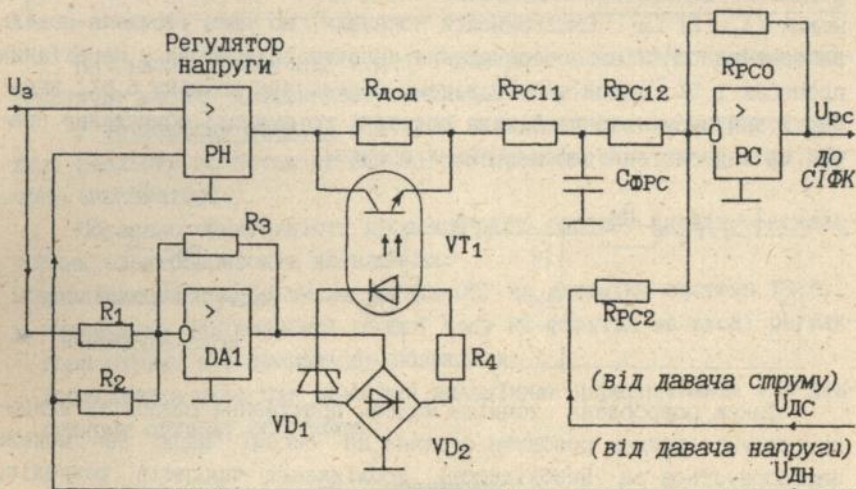 Регулятор
напруги
Uз
РН
Rдод
RРС11
RРС12
RРС0
РС
Uрс
до
СІФК
CФРС
R3
VT1
RРС2
R1
R2
DA1
R4
VD1
VD2
(від давача струму)
UДС
(від давача напруги)
UДН